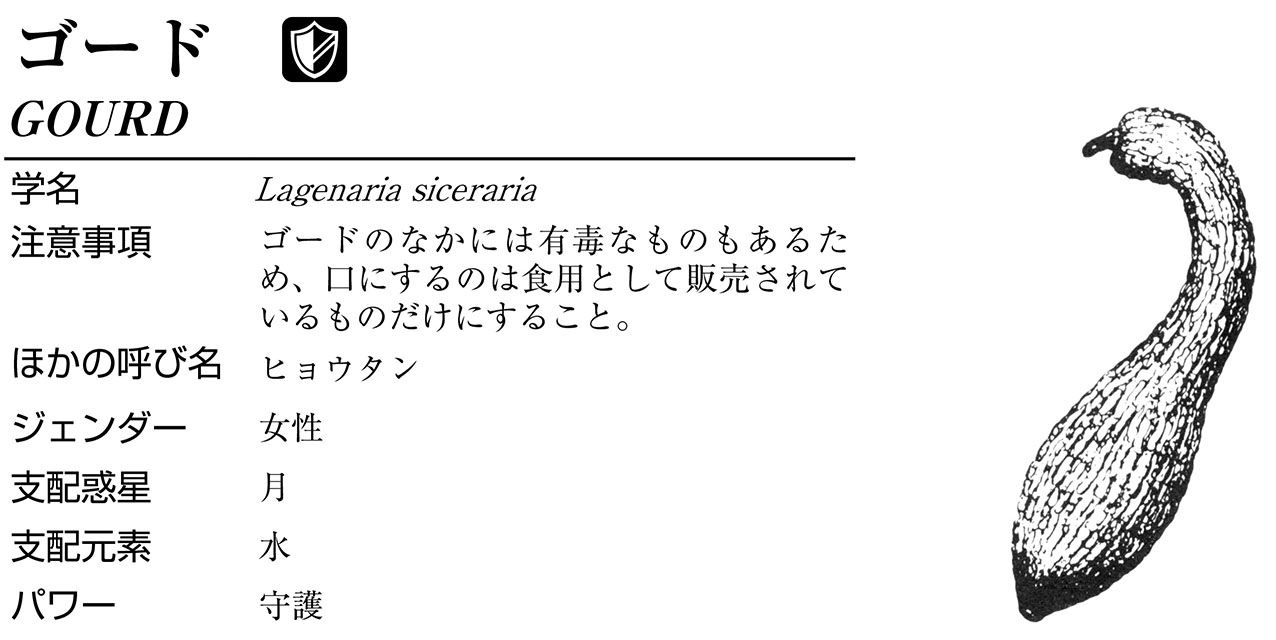 ゴード
GOURD
学名 Lagenaria siceraria
注意事項 ゴードのなかには有毒なものもあるた
め、口にするのは食用として販売されて
いるものだけにすること。
ほかの呼び名 ヒョウタン
ジェンダー 女性
支配惑星 月
支配元素 水
パワー 守護